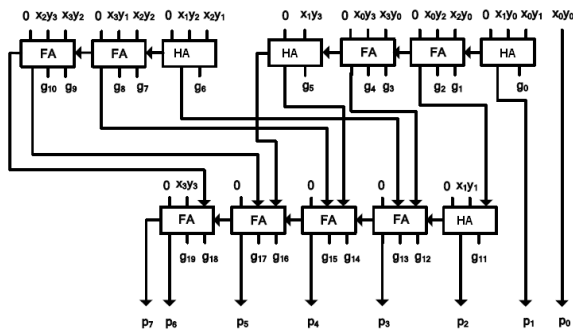 0 x₂y₃ x₃y₂ 0 x₃y₁ x₂y₂ 0 x₁y₂ x₂y₁ 0 x₁y₃ 0 x₀y₃ x₃y₀ 0 x₀y₂ x₂y₀ 0 x₁y₀ x₀y₁ x₀y₀
FA FA HA HA FA FA HA
g₁₀ g₉ g₈ g₇ g₆ g₅ g₄ g₃ g₂ g₁ g₀
0 x₃y₃ 0 0 0 0 x₁y₁
FA FA FA FA HA
g₁₉ g₁₈ g₁₇ g₁₆ g₁₅ g₁₄ g₁₃ g₁₂ g₁₁
p₇ p₆ p₅ p₄ p₃ p₂ p₁ p₀